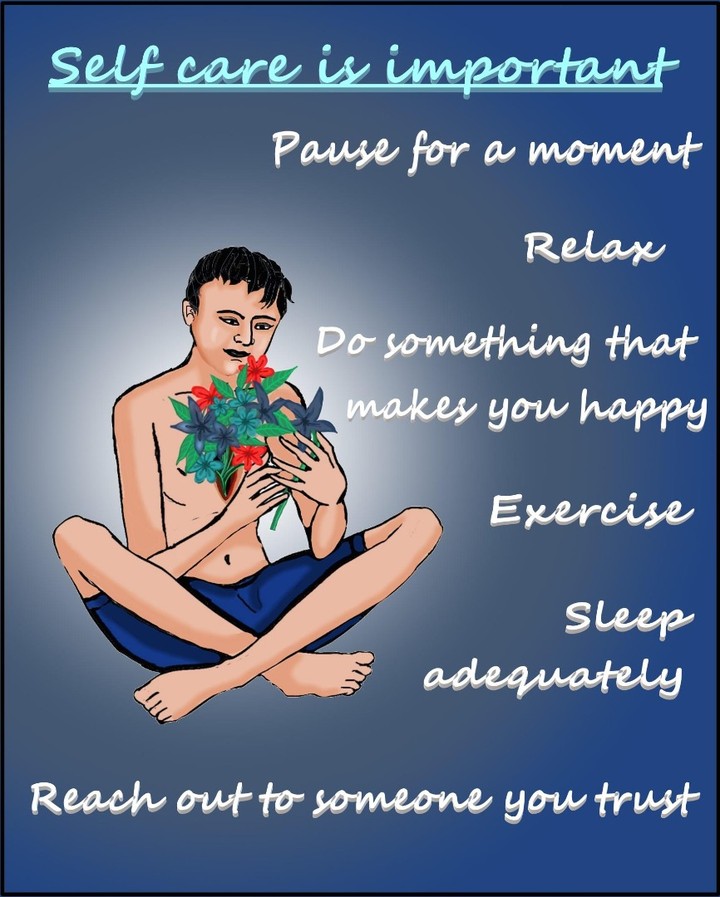 Self care is important
Pause for a moment
Relax
Do something that
makes you happy
Exercise
Sleep
adequately
Reach out to someone you trust